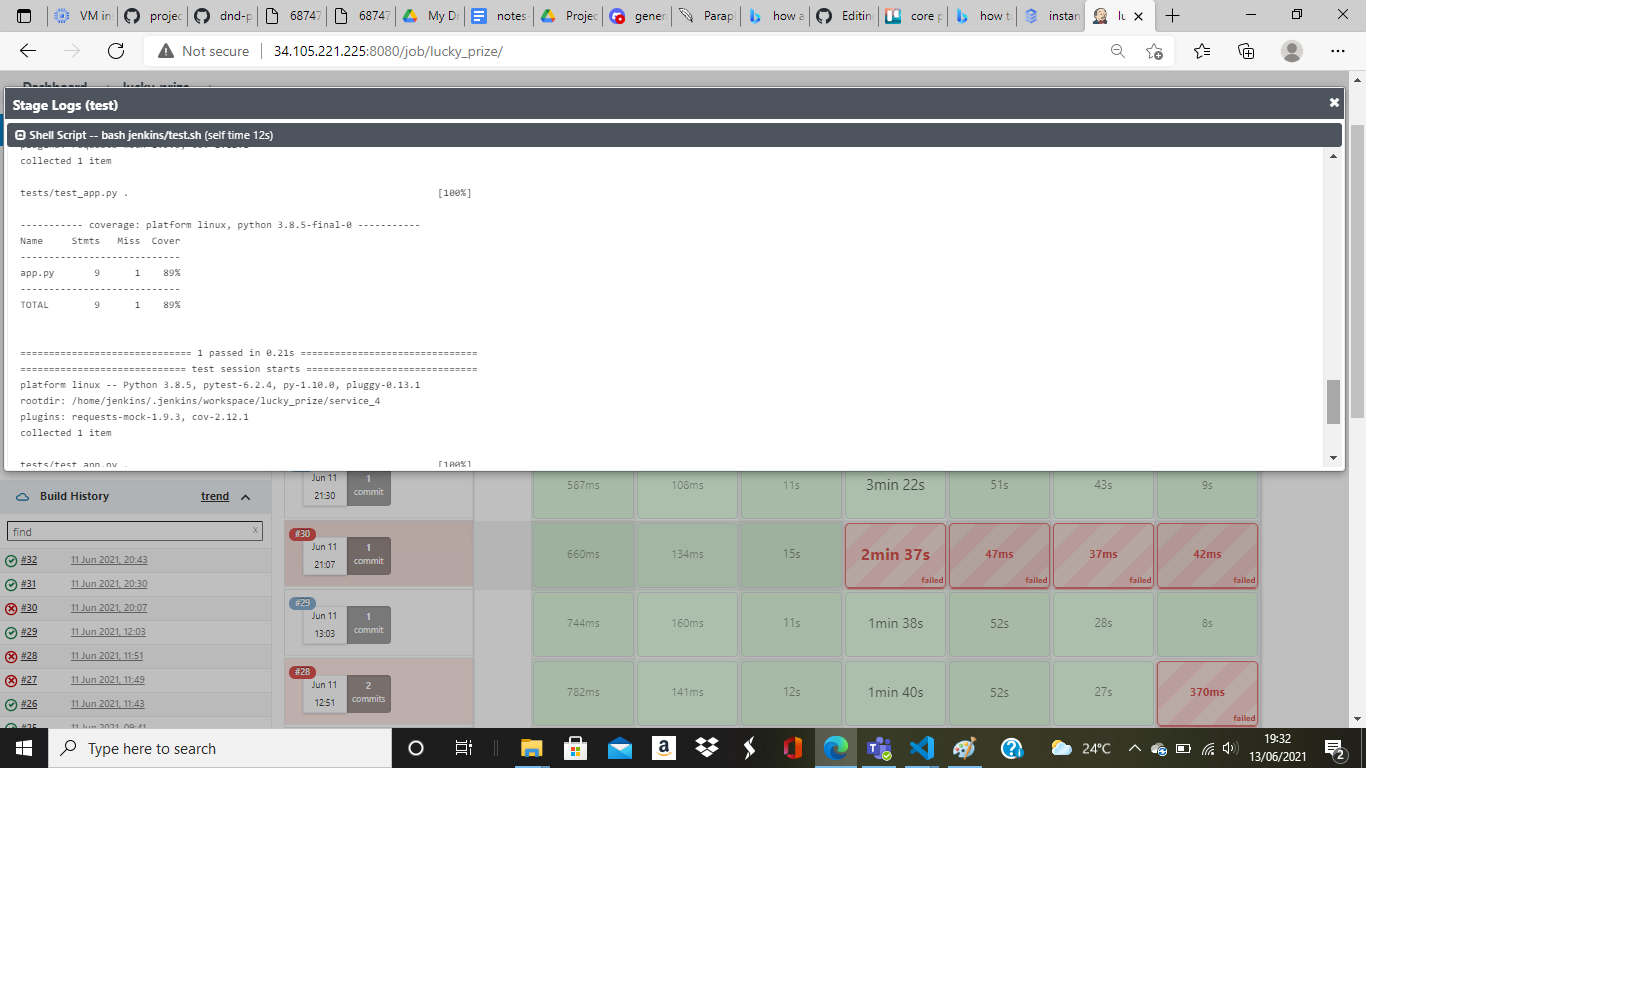 VM in
projec
dnd-p
68747
68747
My Dr
notes
Projec
gener
Parap
how a
Editin
core p
how t
instan
lu
Not secure
34.105.221.225:8080/job/lucky_prize/
Stage Logs (test)
Shell Script -- bash jenkins/test.sh (self time 12s)
collected 1 item
tests/test_app.py . [100%]
----------- coverage: platform linux, python 3.8.5-final-0 -----------
Name Stmts Miss Cover
----------------------------
app.py 9 1 89%
----------------------------
TOTAL 9 1 89%
============================== 1 passed in 0.21s ===============================
============================= test session starts ==============================
platform linux -- Python 3.8.5, pytest-6.2.4, py-1.10.0, pluggy-0.13.1
rootdir: /home/jenkins/.jenkins/workspace/lucky_prize/service_4
plugins: requests-mock-1.9.3, cov-2.12.1
collected 1 item
tests/test_app.py . [100%]
Build History trend
find x
#32 11 Jun 2021, 20:43
#31 11 Jun 2021, 20:30
#30 11 Jun 2021, 20:07
#29 11 Jun 2021, 12:03
#28 11 Jun 2021, 11:51
#27 11 Jun 2021, 11:49
#26 11 Jun 2021, 11:43
#25 11 Jun 2021, 09:41
Jun 11
21:30
1
commit
587ms 108ms 11s 3min 22s 51s 43s 9s
#30
Jun 11
21:07
1
commit
660ms 134ms 15s 2min 37s 47ms 37ms 42ms
failed failed failed failed
#29
Jun 11
13:03
1
commit
744ms 160ms 11s 1min 38s 52s 28s 8s
#28
Jun 11
12:51
2
commits
782ms 141ms 12s 1min 40s 52s 27s 370ms
failed
Type here to search
24°C
19:32
13/06/2021
2